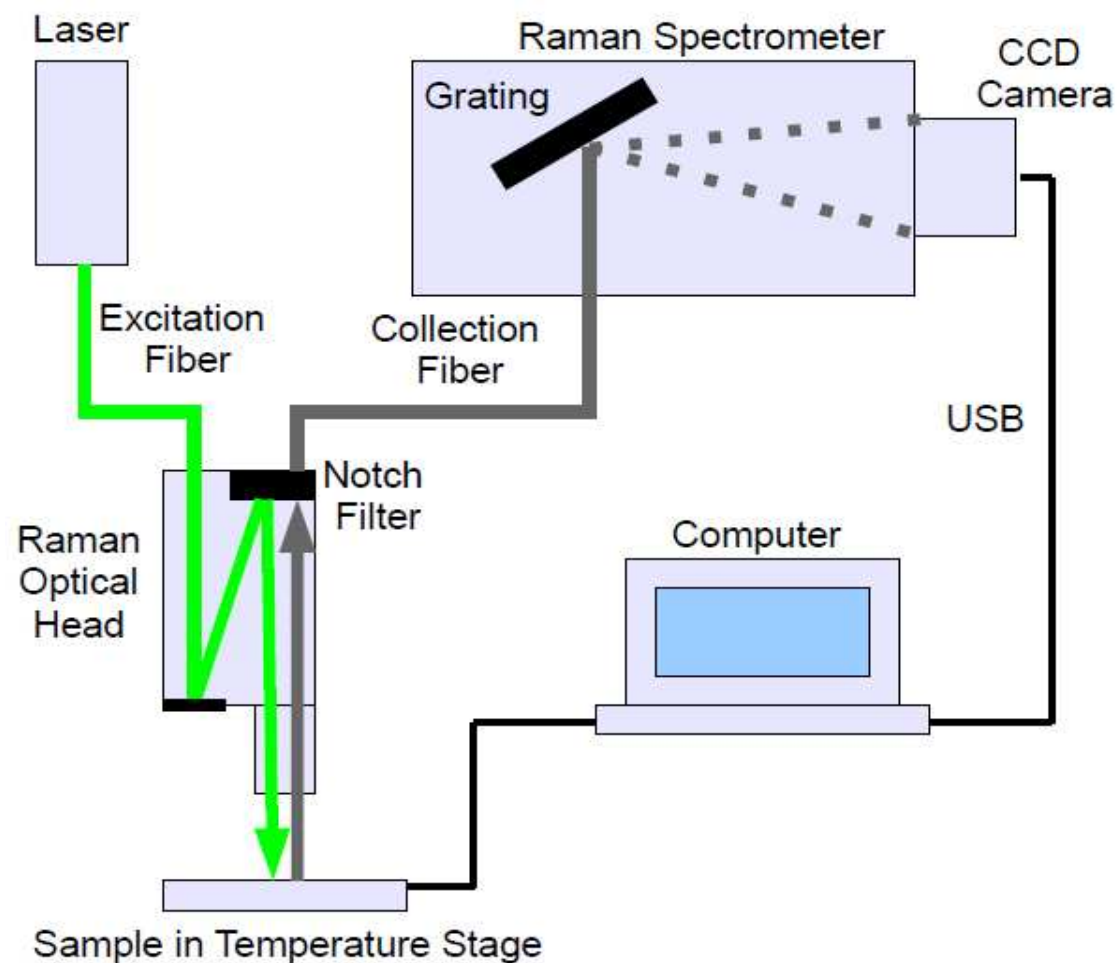 Laser
Raman Spectrometer
CCD
Camera
Grating
Excitation
Fiber
Collection
Fiber
USB
Notch
Filter
Raman
Optical
Head
Computer
Sample in Temperature Stage